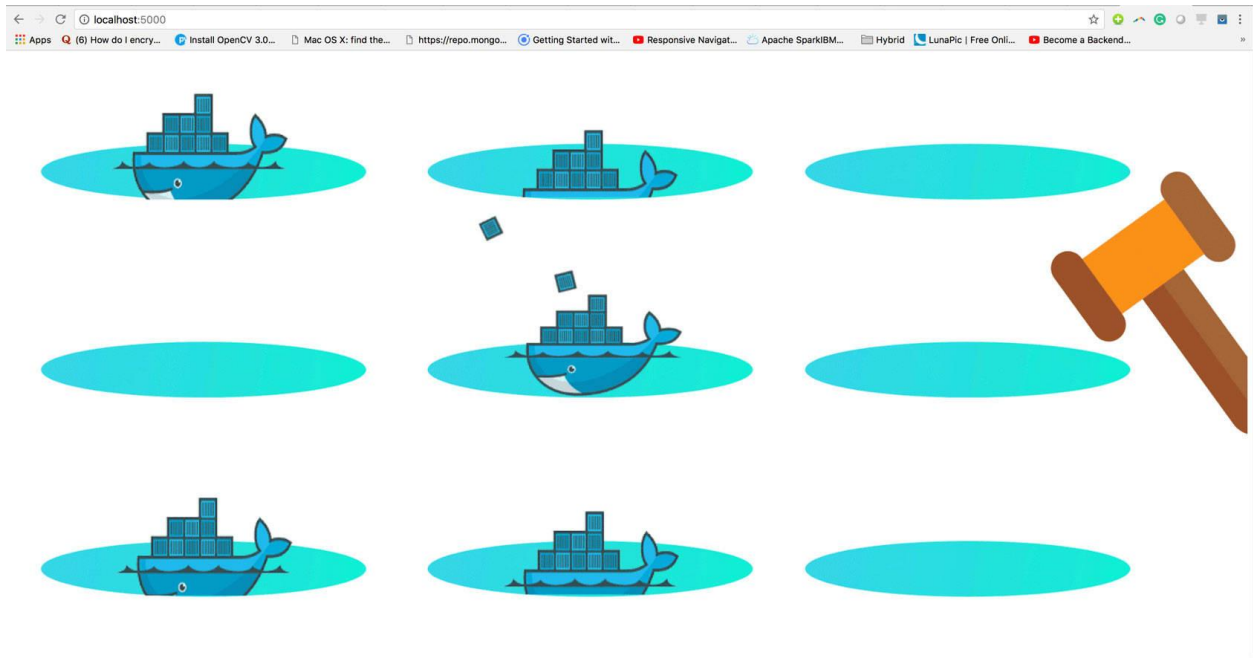 localhost:5000
Apps (6) How do I encry... Install OpenCV 3.0... Mac OS X: find the... https://repo.mongo... Getting Started wit... Responsive Navigat... Apache SparkIBM... Hybrid LunaPic | Free Onli... Become a Backend... »